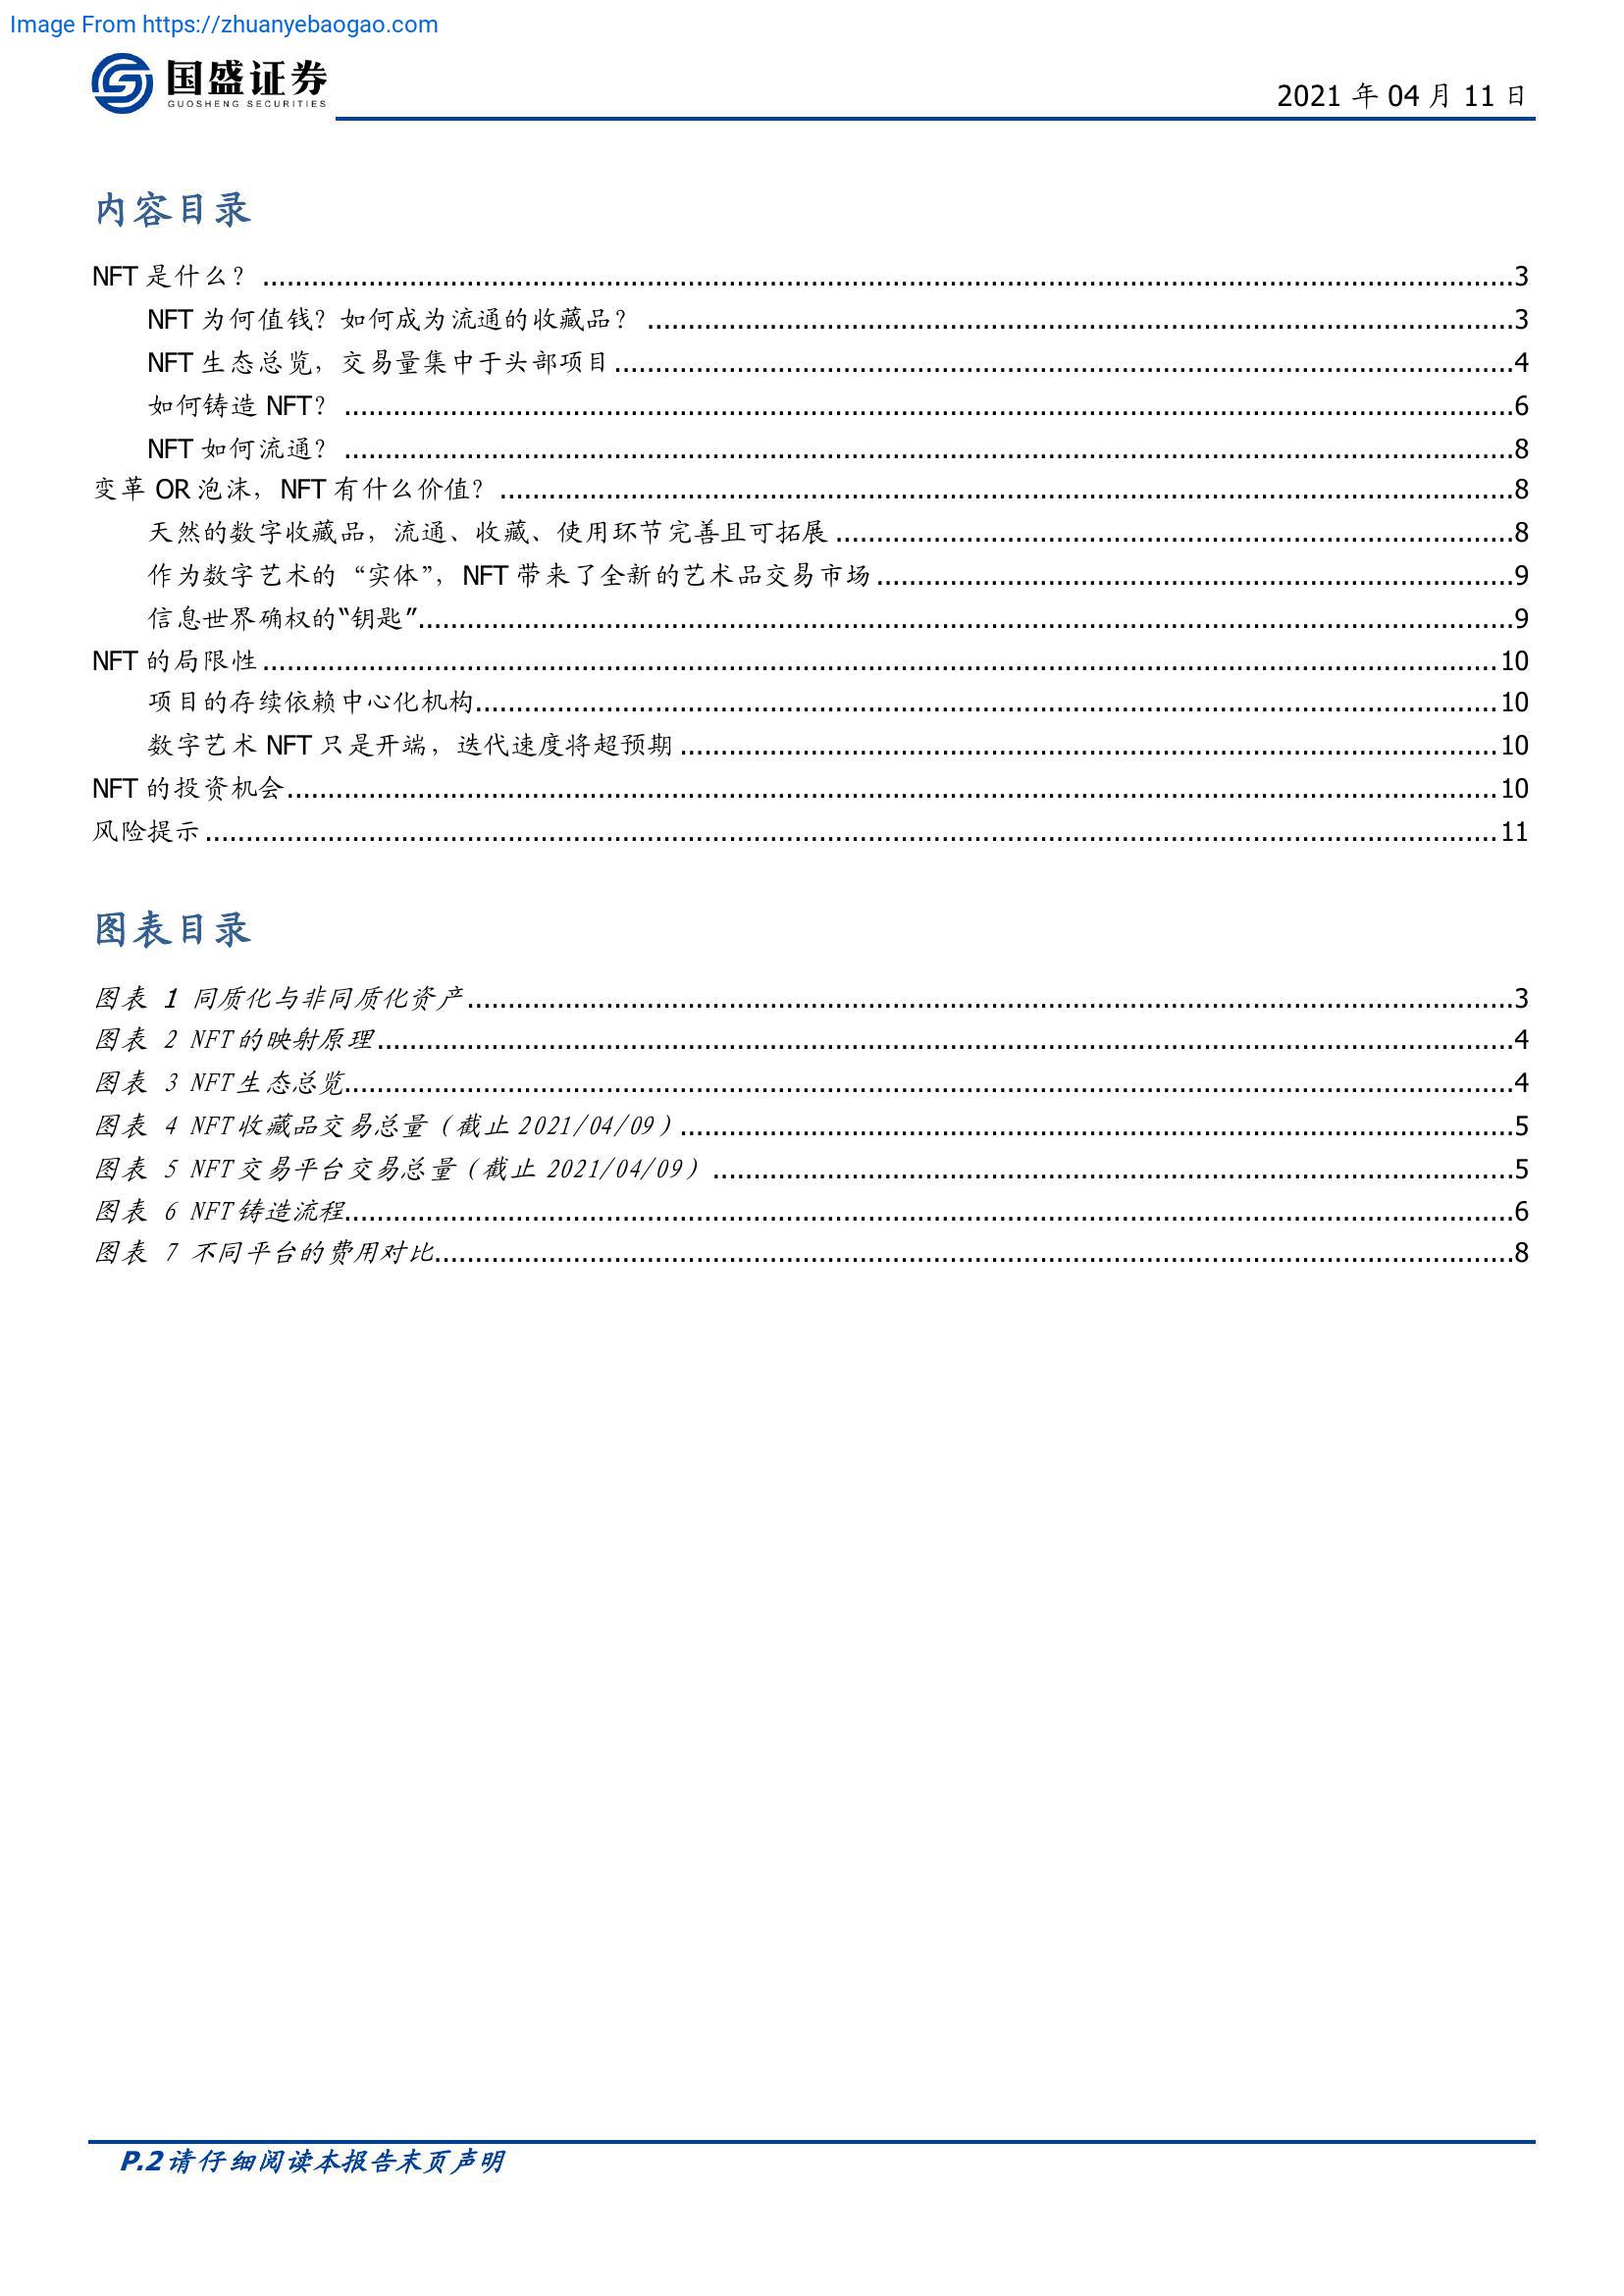 Image From https://zhuanyebaogao.com
国盛证券
GUOSHENG SECURITIES
2021 年 04 月 11 日
内容目录
NFT 是什么？ ........ 3
NFT 为何值钱？如何成为流通的收藏品？ ........ 3
NFT 生态总览，交易量集中于头部项目 ........ 4
如何铸造 NFT？ ........ 6
NFT 如何流通？ ........ 8
变革 OR 泡沫，NFT 有什么价值？ ........ 8
天然的数字收藏品，流通、收藏、使用环节完善且可拓展 ........ 8
作为数字艺术的 “实体”，NFT 带来了全新的艺术品交易市场 ........ 9
信息世界确权的“钥匙” ........ 9
NFT 的局限性 ........ 10
项目的存续依赖中心化机构 ........ 10
数字艺术 NFT 只是开端，迭代速度将超预期 ........ 10
NFT 的投资机会 ........ 10
风险提示 ........ 11
图表目录
图表 1 同质化与非同质化资产 ........ 3
图表 2 NFT的映射原理 ........ 4
图表 3 NFT生态总览 ........ 4
图表 4 NFT收藏品交易总量（截止 2021/04/09） ........ 5
图表 5 NFT交易平台交易总量（截止 2021/04/09） ........ 5
图表 6 NFT铸造流程 ........ 6
图表 7 不同平台的费用对比 ........ 8
P.2 请仔细阅读本报告末页声明